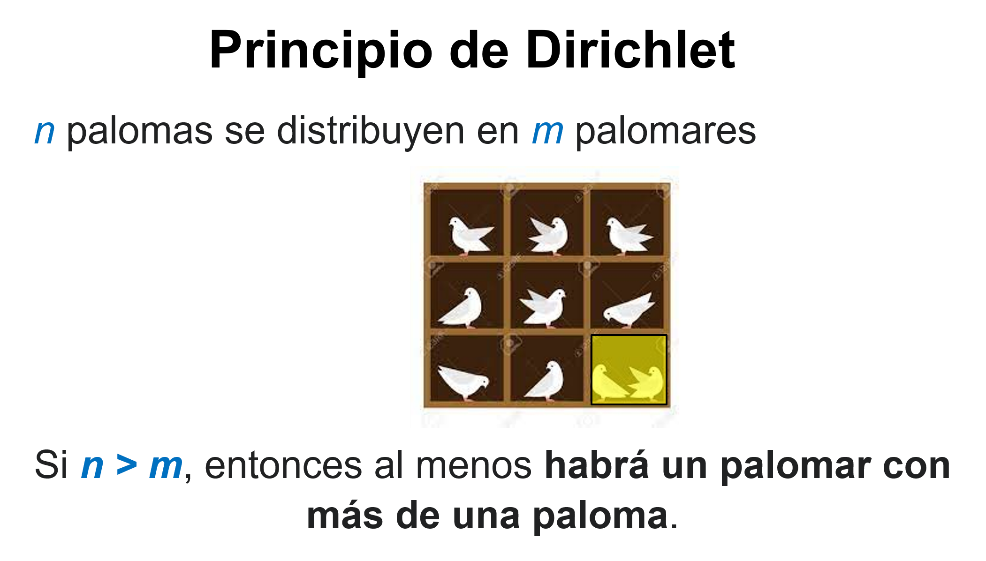 Principio de Dirichlet
n palomas se distribuyen en m palomares
Si n > m, entonces al menos habrá un palomar con
más de una paloma.